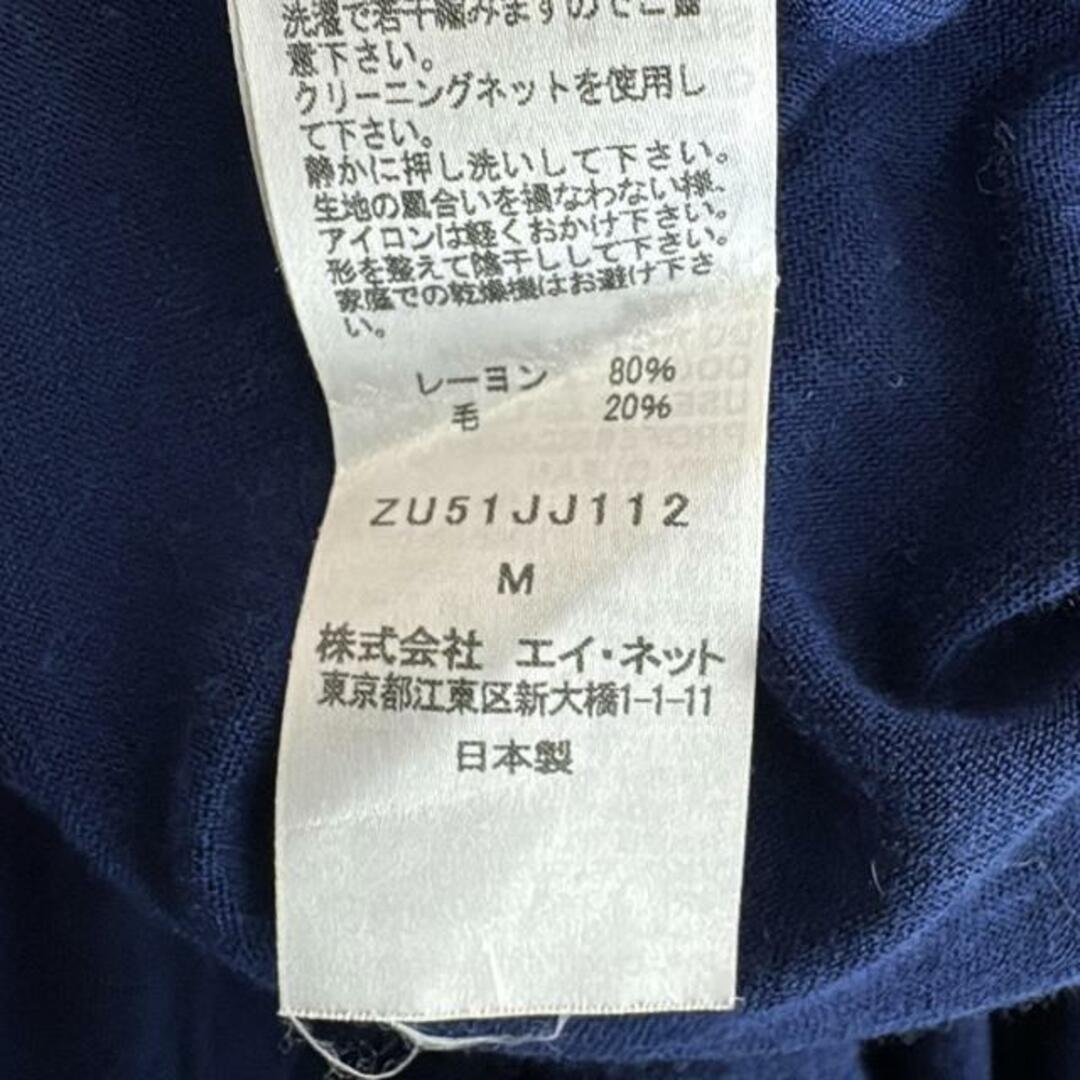 洗濯で若干縮みますのでご留
意下さい。
クリーニングネットを使用し
て下さい。
静かに押し洗いして下さい。
生地の風合いを損なわない様、
アイロンは軽くおかけ下さい。
形を整えて陰干しして下さい。
家庭での乾燥機はお避け下さ
い。
レーヨン 80%
毛 20%
ZU51JJ112
M
株式会社 エイ・ネット
東京都江東区新大橋1-1-11
日本製